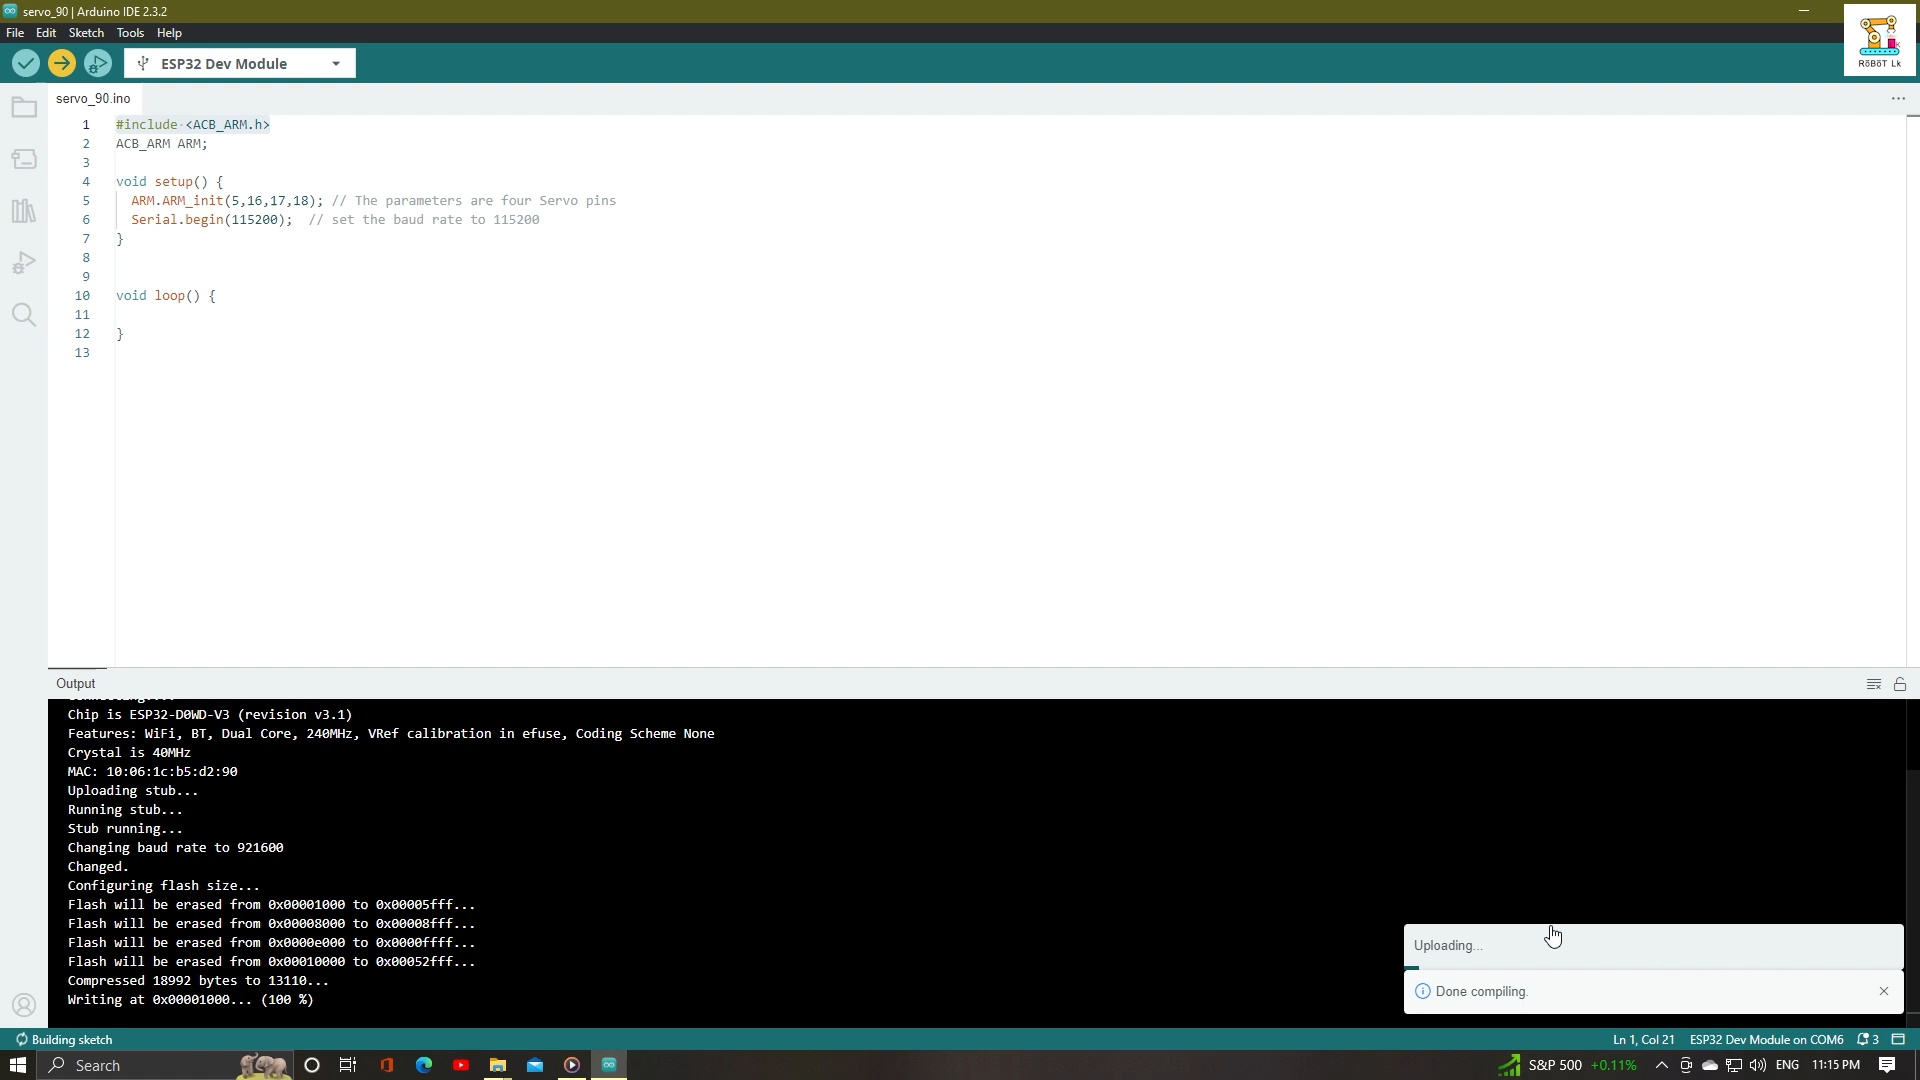 servo_90 | Arduino IDE 2.3.2
File Edit Sketch Tools Help
RőBőT Lk
ESP32 Dev Module
servo_90.ino
1 #include <ACB_ARM.h>
2 ACB_ARM ARM;
3
4 void setup() {
5 ARM.ARM_init(5,16,17,18); // The parameters are four Servo pins
6 Serial.begin(115200); // set the baud rate to 115200
7 }
8
9
10 void loop() {
11
12 }
13
Output
Chip is ESP32-D0WD-V3 (revision v3.1)
Features: WiFi, BT, Dual Core, 240MHz, VRef calibration in efuse, Coding Scheme None
Crystal is 40MHz
MAC: 10:06:1c:b5:d2:90
Uploading stub...
Running stub...
Stub running...
Changing baud rate to 921600
Changed.
Configuring flash size...
Flash will be erased from 0x00001000 to 0x00005fff...
Flash will be erased from 0x00008000 to 0x00008fff...
Flash will be erased from 0x0000e000 to 0x0000ffff...
Flash will be erased from 0x00010000 to 0x00052fff...
Compressed 18992 bytes to 13110...
Writing at 0x00001000... (100 %)
Uploading...
Done compiling.
Building sketch
Ln 1, Col 21 ESP32 Dev Module on COM6 3
Search
S&P 500 +0.11% ENG 11:15 PM